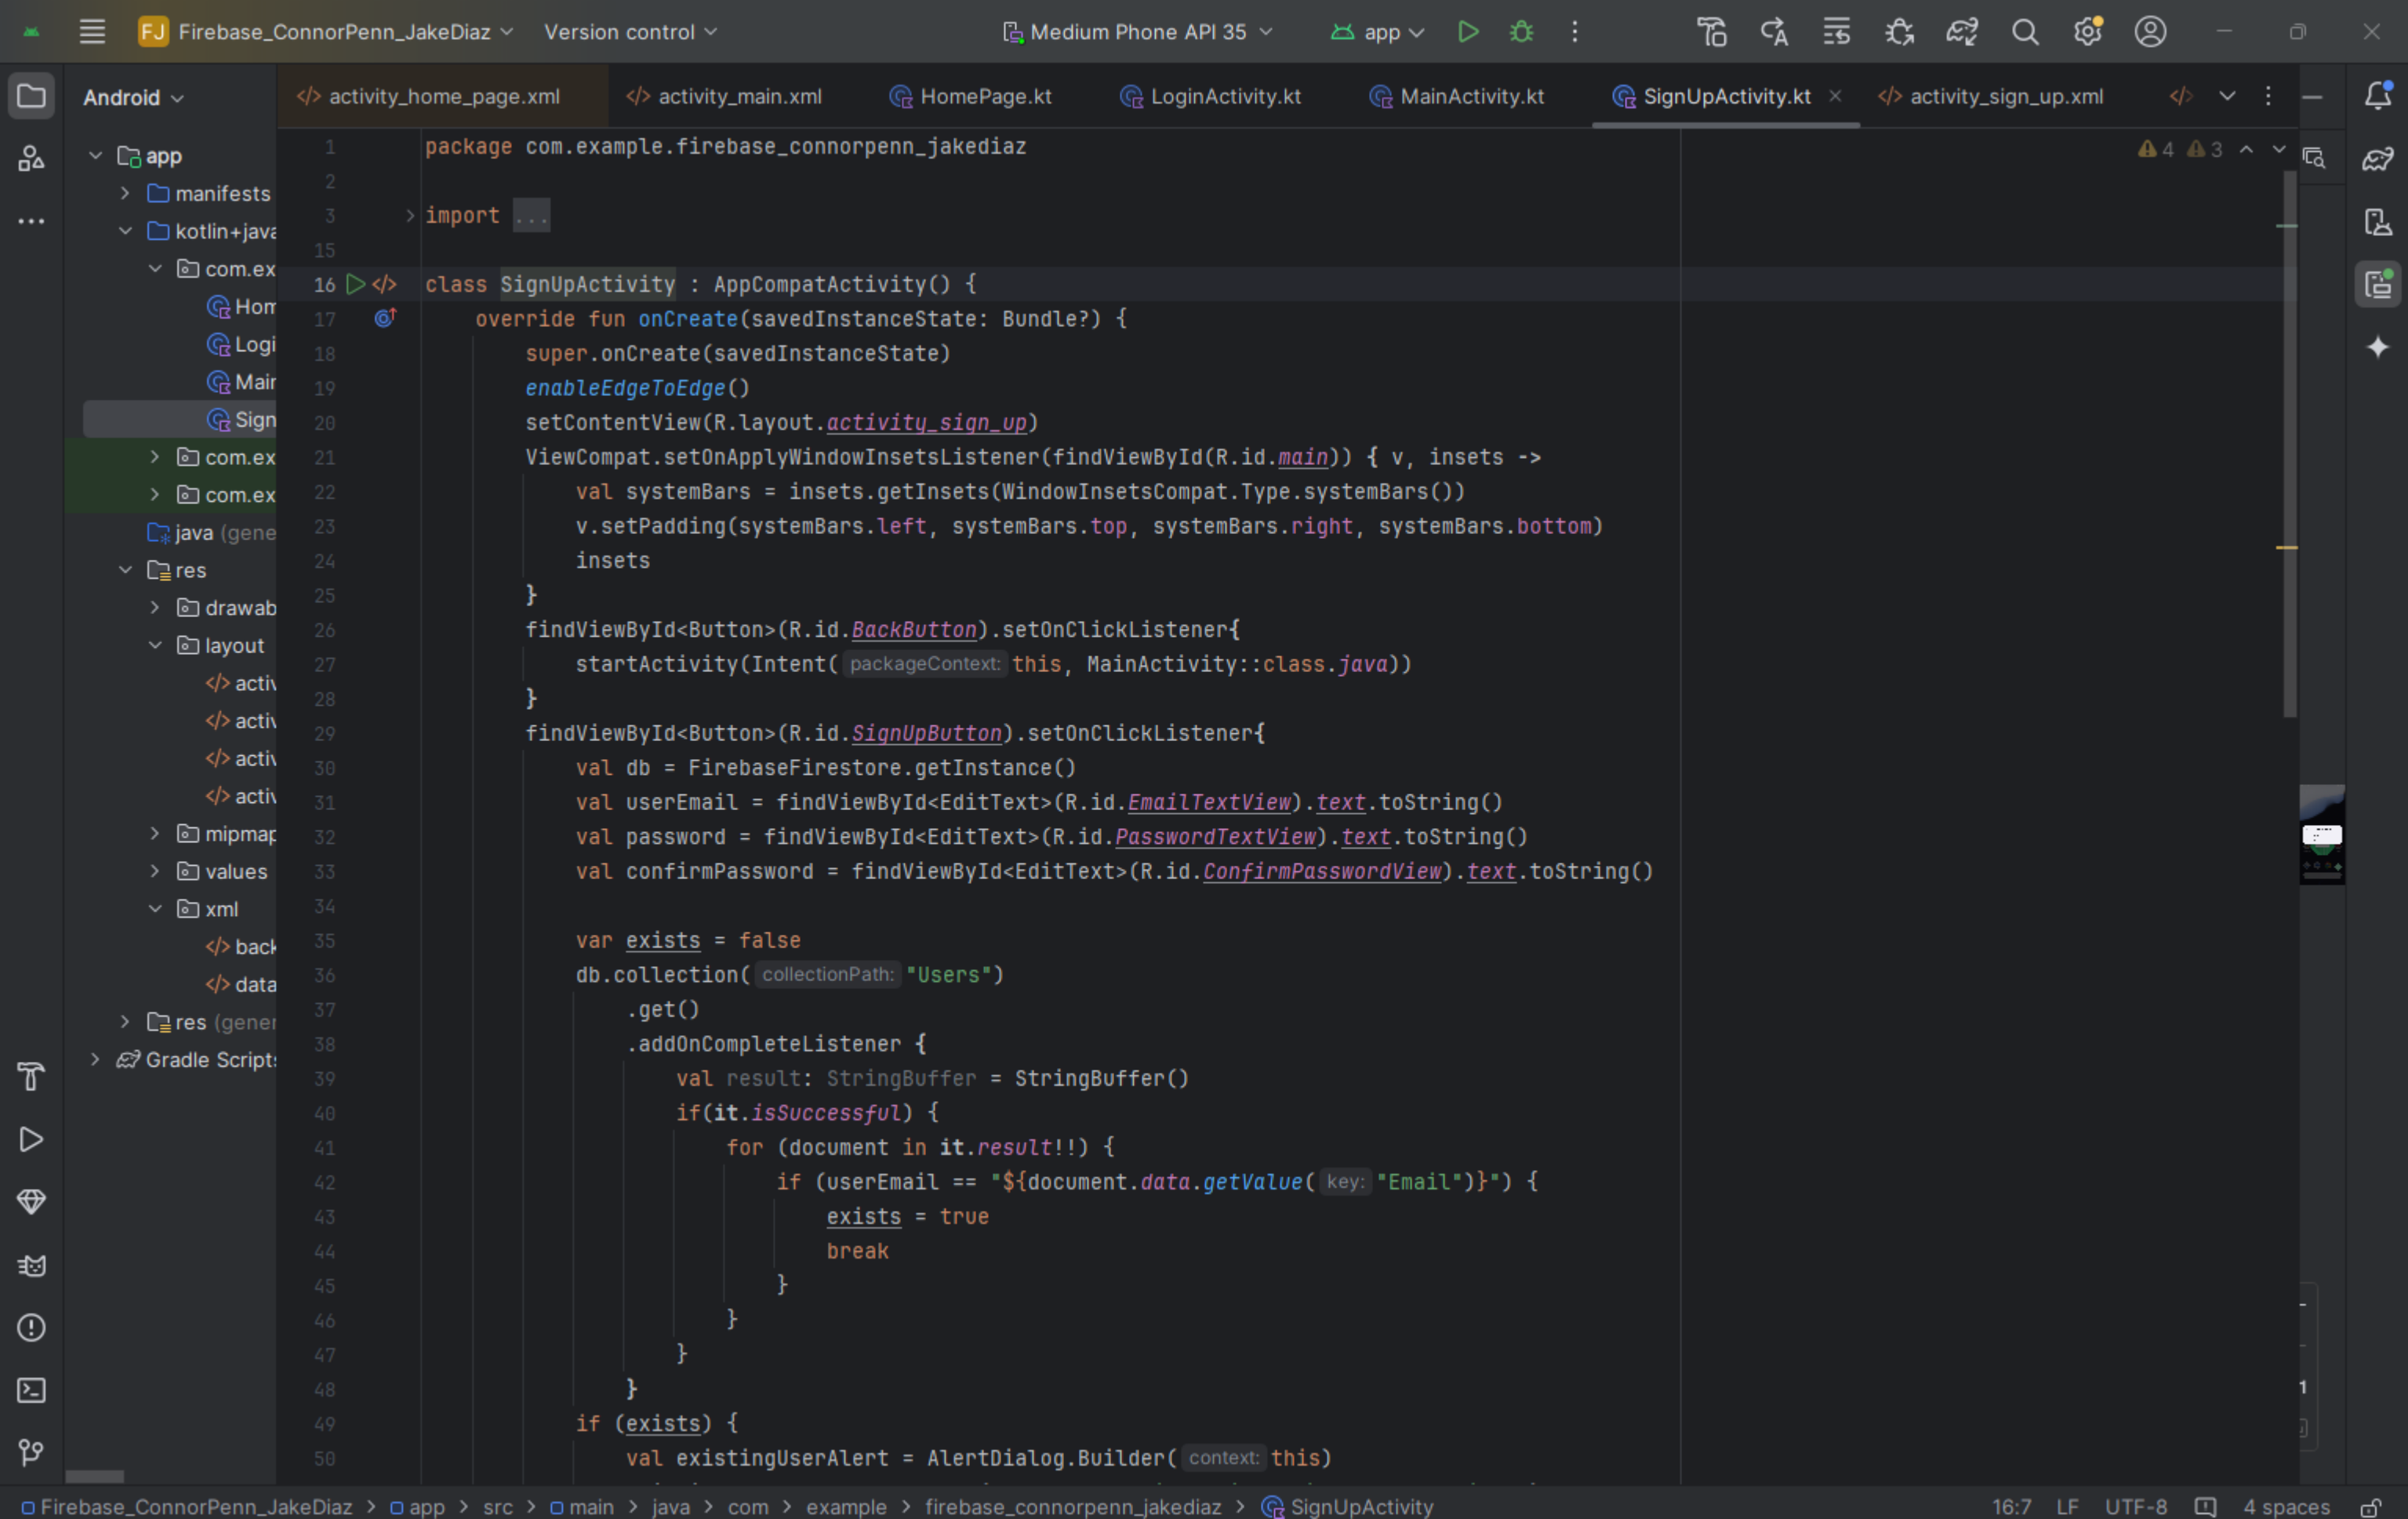 FJ Firebase_ConnorPenn_JakeDiaz Version control Medium Phone API 35 app
Android
activity_home_page.xml activity_main.xml HomePage.kt LoginActivity.kt MainActivity.kt SignUpActivity.kt activity_sign_up.xml
app
manifests
kotlin+java
com.ex
Hom
Logi
Main
Sign
com.ex
com.ex
java (gene
res
drawab
layout
activ
activ
activ
activ
mipmap
values
xml
back
data
res (gener
Gradle Scripts
4 3
1 package com.example.firebase_connorpenn_jakediaz
2
3 import ...
15
16 class SignUpActivity : AppCompatActivity() {
17 override fun onCreate(savedInstanceState: Bundle?) {
18 super.onCreate(savedInstanceState)
19 enableEdgeToEdge()
20 setContentView(R.layout.activity_sign_up)
21 ViewCompat.setOnApplyWindowInsetsListener(findViewById(R.id.main)) { v, insets ->
22 val systemBars = insets.getInsets(WindowInsetsCompat.Type.systemBars())
23 v.setPadding(systemBars.left, systemBars.top, systemBars.right, systemBars.bottom)
24 insets
25 }
26 findViewById<Button>(R.id.BackButton).setOnClickListener{
27 startActivity(Intent( packageContext: this, MainActivity::class.java))
28 }
29 findViewById<Button>(R.id.SignUpButton).setOnClickListener{
30 val db = FirebaseFirestore.getInstance()
31 val userEmail = findViewById<EditText>(R.id.EmailTextView).text.toString()
32 val password = findViewById<EditText>(R.id.PasswordTextView).text.toString()
33 val confirmPassword = findViewById<EditText>(R.id.ConfirmPasswordView).text.toString()
34
35 var exists = false
36 db.collection( collectionPath: "Users")
37 .get()
38 .addOnCompleteListener {
39 val result: StringBuffer = StringBuffer()
40 if(it.isSuccessful) {
41 for (document in it.result!!) {
42 if (userEmail == "${document.data.getValue( key: "Email")}") {
43 exists = true
44 break
45 }
46 }
47 }
48 }
49 if (exists) {
50 val existingUserAlert = AlertDialog.Builder( context: this)
Firebase_ConnorPenn_JakeDiaz > app > src > main > java > com > example > firebase_connorpenn_jakediaz > SignUpActivity 16:7 LF UTF-8 4 spaces